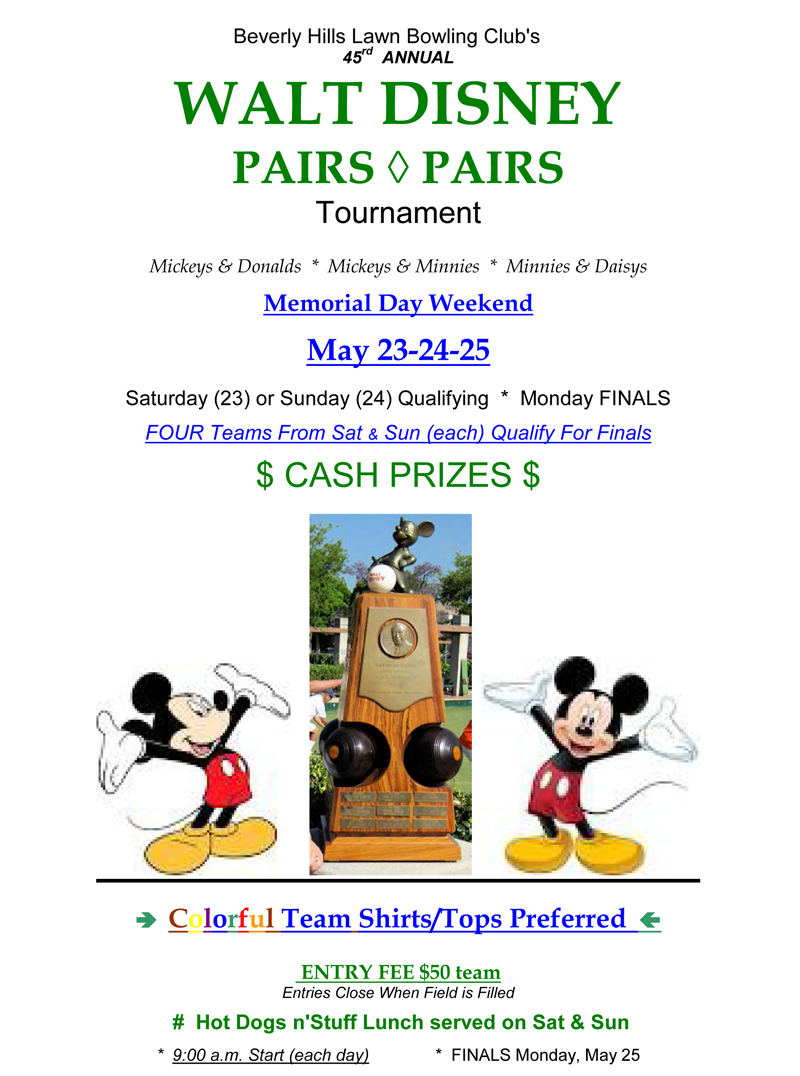 Beverly Hills Lawn Bowling Club's
45rd ANNUAL
WALT DISNEY
PAIRS ◊ PAIRS
Tournament
Mickeys & Donalds * Mickeys & Minnies * Minnies & Daisys
Memorial Day Weekend
May 23-24-25
Saturday (23) or Sunday (24) Qualifying * Monday FINALS
FOUR Teams From Sat & Sun (each) Qualify For Finals
$ CASH PRIZES $
WALT
DISNEY
➔ Colorful Team Shirts/Tops Preferred 🡸
ENTRY FEE $50 team
Entries Close When Field is Filled
# Hot Dogs n'Stuff Lunch served on Sat & Sun
* 9:00 a.m. Start (each day) * FINALS Monday, May 25